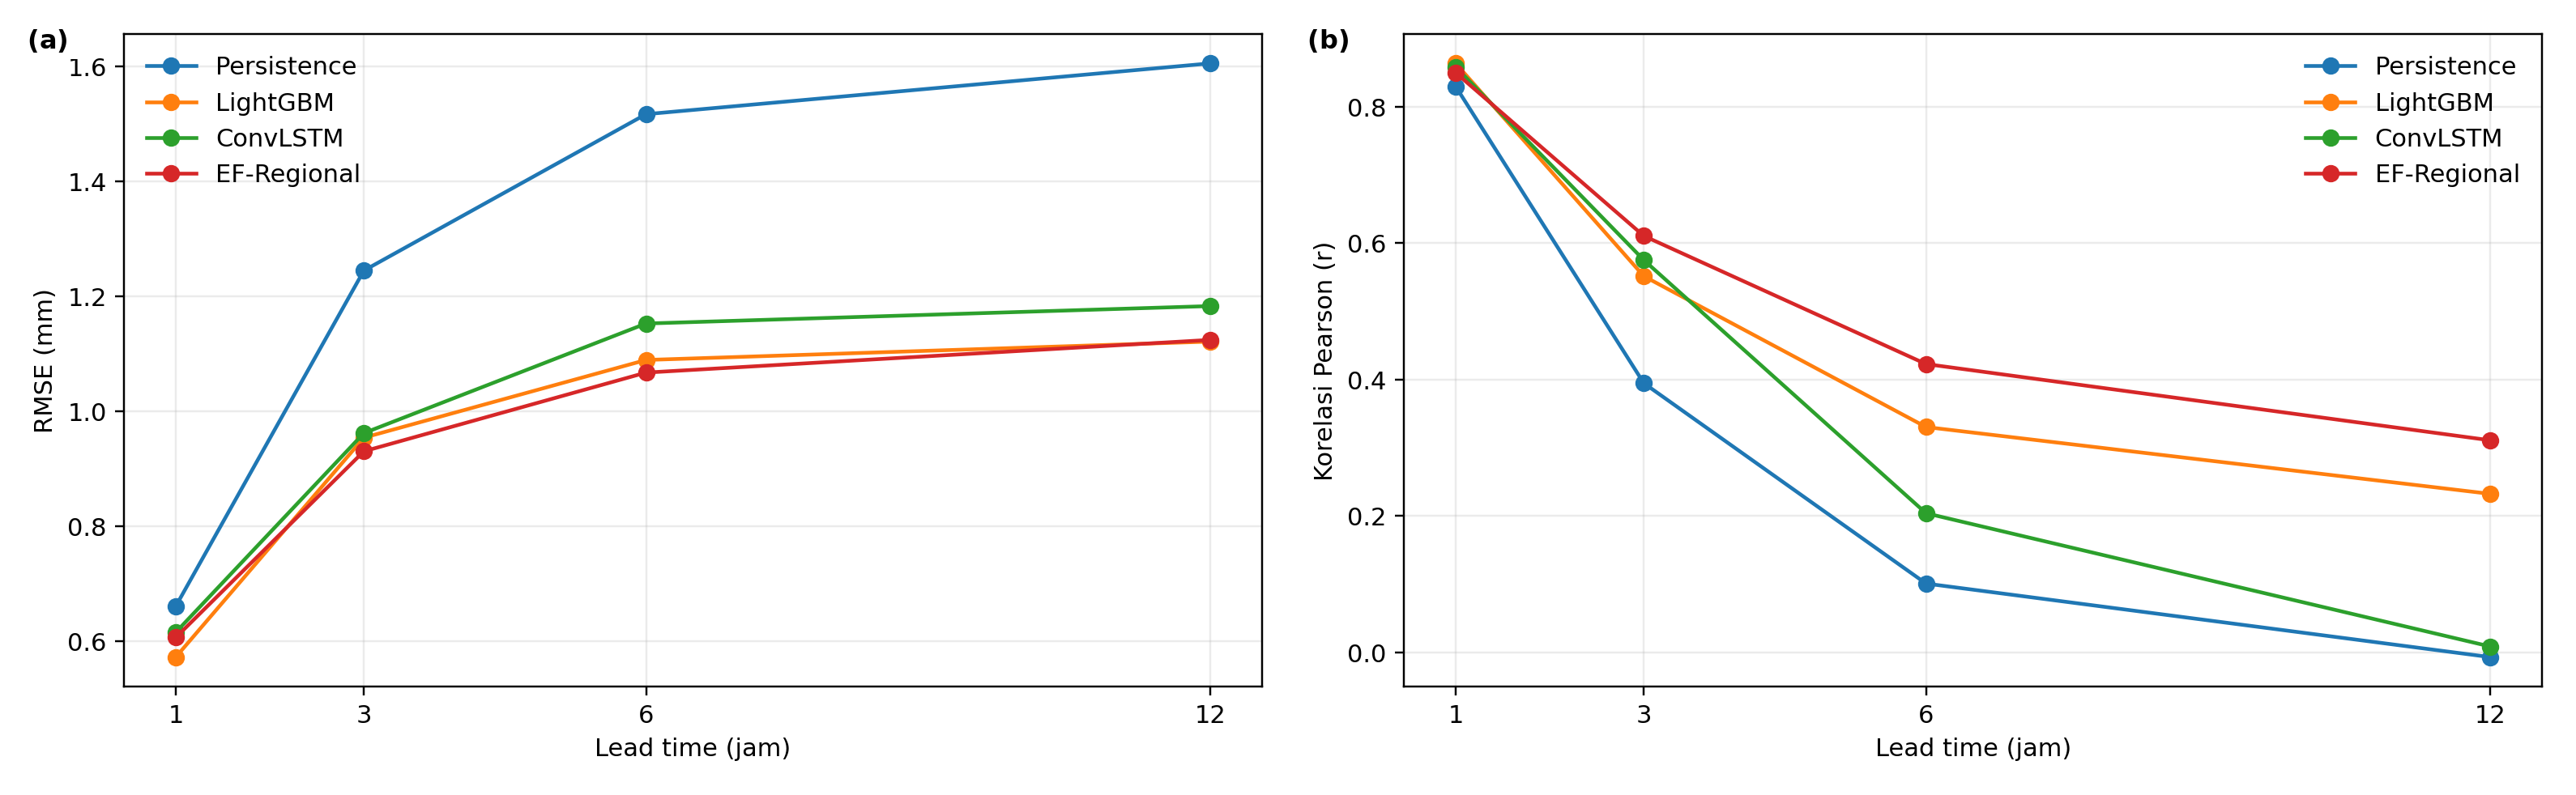 (a)
Persistence
LightGBM
ConvLSTM
EF-Regional
1.6
1.4
1.2
1.0
0.8
0.6
RMSE (mm)
1 3 6 12
Lead time (jam)
(b)
Persistence
LightGBM
ConvLSTM
EF-Regional
0.8
0.6
0.4
0.2
0.0
Korelasi Pearson (r)
1 3 6 12
Lead time (jam)